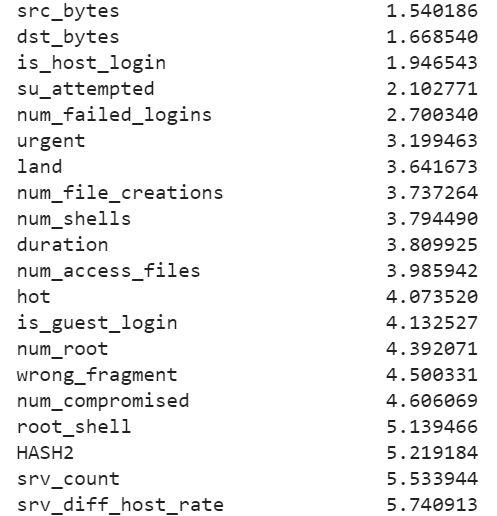 src_bytes 1.540186
dst_bytes 1.668540
is_host_login 1.946543
su_attempted 2.102771
num_failed_logins 2.700340
urgent 3.199463
land 3.641673
num_file_creations 3.737264
num_shells 3.794490
duration 3.809925
num_access_files 3.985942
hot 4.073520
is_guest_login 4.132527
num_root 4.392071
wrong_fragment 4.500331
num_compromised 4.606069
root_shell 5.139466
HASH2 5.219184
srv_count 5.533944
srv_diff_host_rate 5.740913